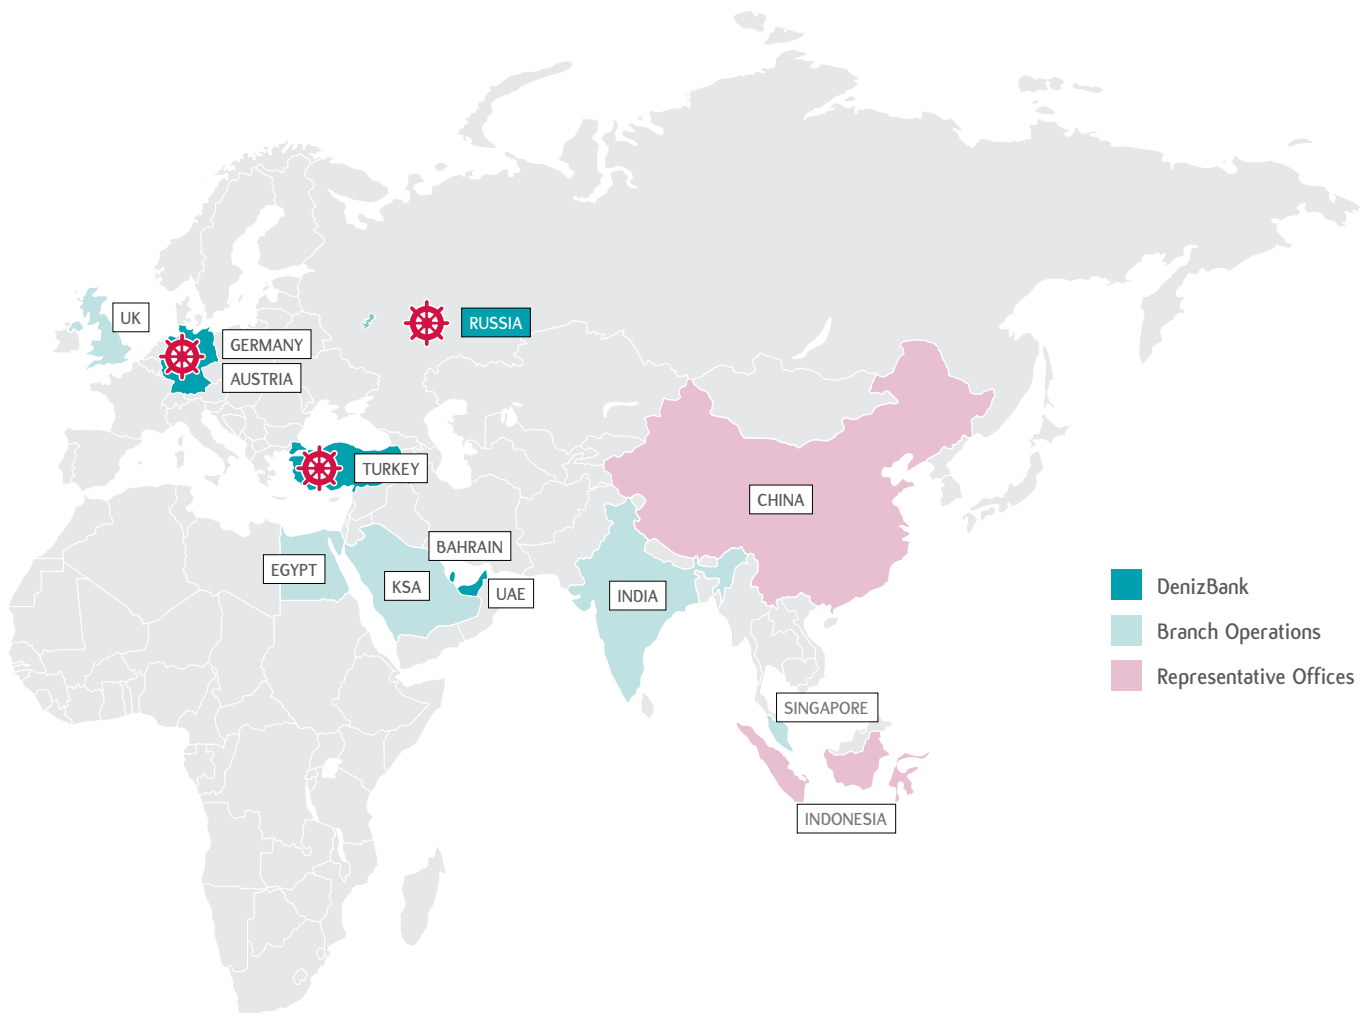 UK
RUSSIA
GERMANY
AUSTRIA
TURKEY
CHINA
BAHRAIN
EGYPT
KSA
UAE
INDIA
DenizBank
Branch Operations
Representative Offices
SINGAPORE
INDONESIA